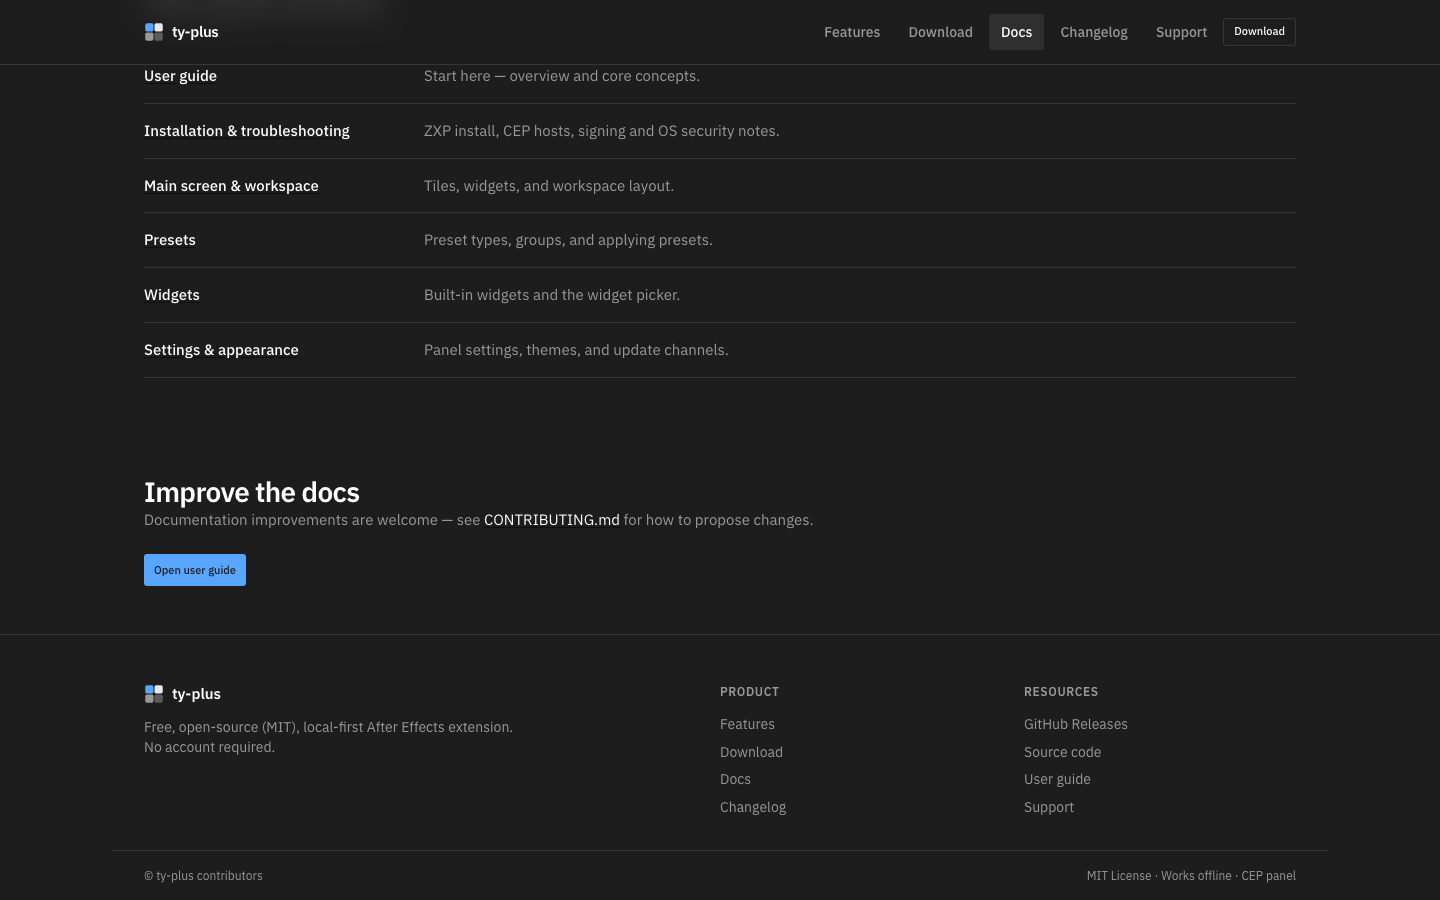 ty-plus
Features
Download
Docs
Changelog
Support
Download
User guide
Start here — overview and core concepts.
Installation & troubleshooting
ZXP install, CEP hosts, signing and OS security notes.
Main screen & workspace
Tiles, widgets, and workspace layout.
Presets
Preset types, groups, and applying presets.
Widgets
Built-in widgets and the widget picker.
Settings & appearance
Panel settings, themes, and update channels.
Improve the docs
Documentation improvements are welcome — see CONTRIBUTING.md for how to propose changes.
Open user guide
ty-plus
Free, open-source (MIT), local-first After Effects extension.
No account required.
PRODUCT
Features
Download
Docs
Changelog
RESOURCES
GitHub Releases
Source code
User guide
Support
© ty-plus contributors
MIT License · Works offline · CEP panel